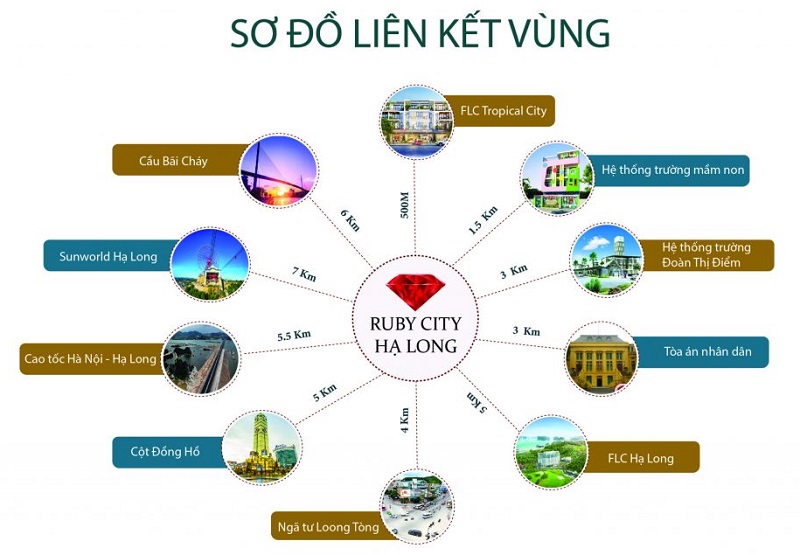 SƠ ĐỒ LIÊN KẾT VÙNG
FLC Tropical City
Cầu Bãi Cháy
Hệ thống trường mầm non
500M
6 Km
1.5 Km
Sunworld Hạ Long
Hệ thống trường
Đoàn Thị Điểm
7 Km
3 Km
RUBY CITY
HẠ LONG
Cao tốc Hà Nội - Hạ Long
5.5 Km
3 Km
Tòa án nhân dân
5 Km
4 Km
5 Km
Cột Đồng Hồ
FLC Hạ Long
Ngã tư Loong Tòng